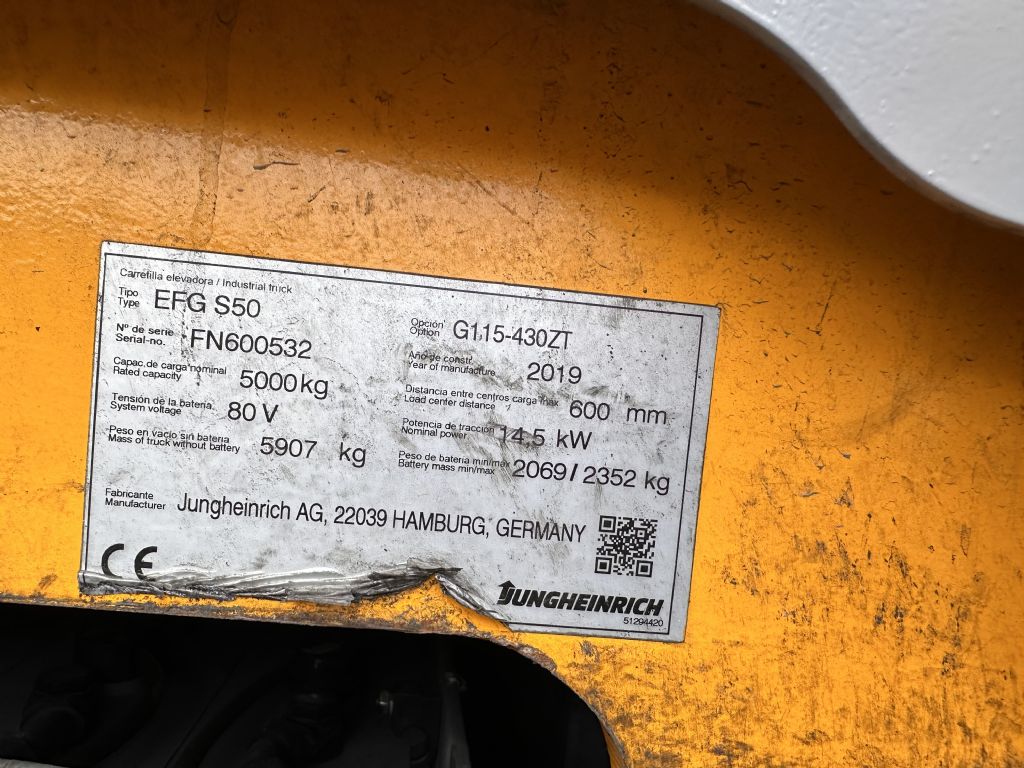 Carretilla elevadora / Industrial truck
Tipo
Type EFG S50
Opción
Option G115-430ZT
Nº de serie
Serial-no. FN600532
Año de constr.
Year of manufacture 2019
Capac. de carga nominal
Rated capacity 5000 kg
Distancia entre centros carga max
Load center distance 600 mm
Tensión de la batería
System voltage 80 V
Potencia de tracción
Nominal power 14.5 kW
Peso en vacío sin batería
Mass of truck without battery 5907 kg
Peso de batería min/max
Battery mass min/max 2069 / 2352 kg
Fabricante
Manufacturer Jungheinrich AG, 22039 HAMBURG, GERMANY
CE
JUNGHEINRICH
51294420